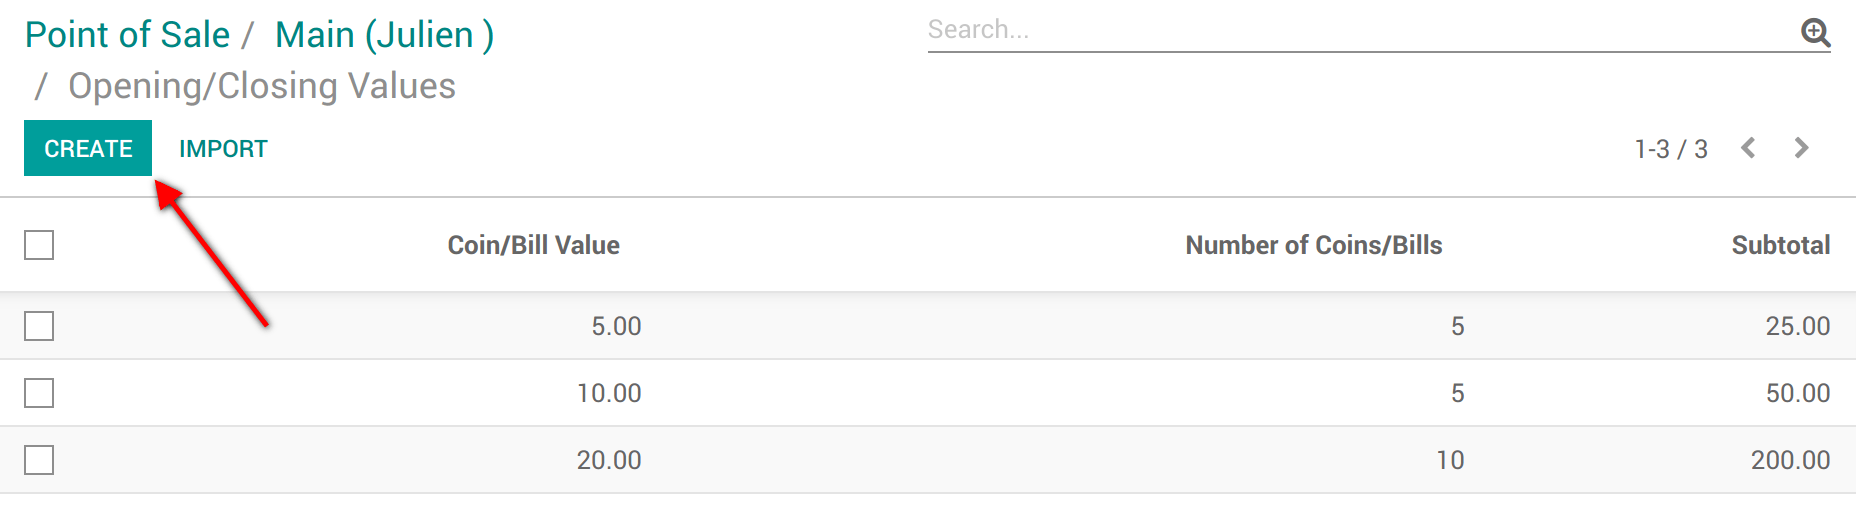 Point of Sale / Main (Julien )
/ Opening/Closing Values
Search...
CREATE IMPORT
1-3 / 3
Coin/Bill Value Number of Coins/Bills Subtotal
5.00 5 25.00
10.00 5 50.00
20.00 10 200.00